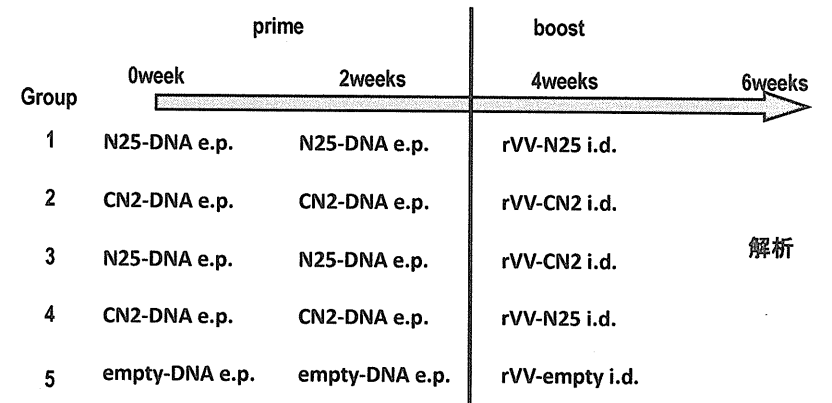 prime boost
0week 2weeks 4weeks 6weeks
Group
1 N25-DNA e.p. N25-DNA e.p. rVV-N25 i.d.
2 CN2-DNA e.p. CN2-DNA e.p. rVV-CN2 i.d.
解析
3 N25-DNA e.p. N25-DNA e.p. rVV-CN2 i.d.
4 CN2-DNA e.p. CN2-DNA e.p. rVV-N25 i.d.
5 empty-DNA e.p. empty-DNA e.p. rVV-empty i.d.